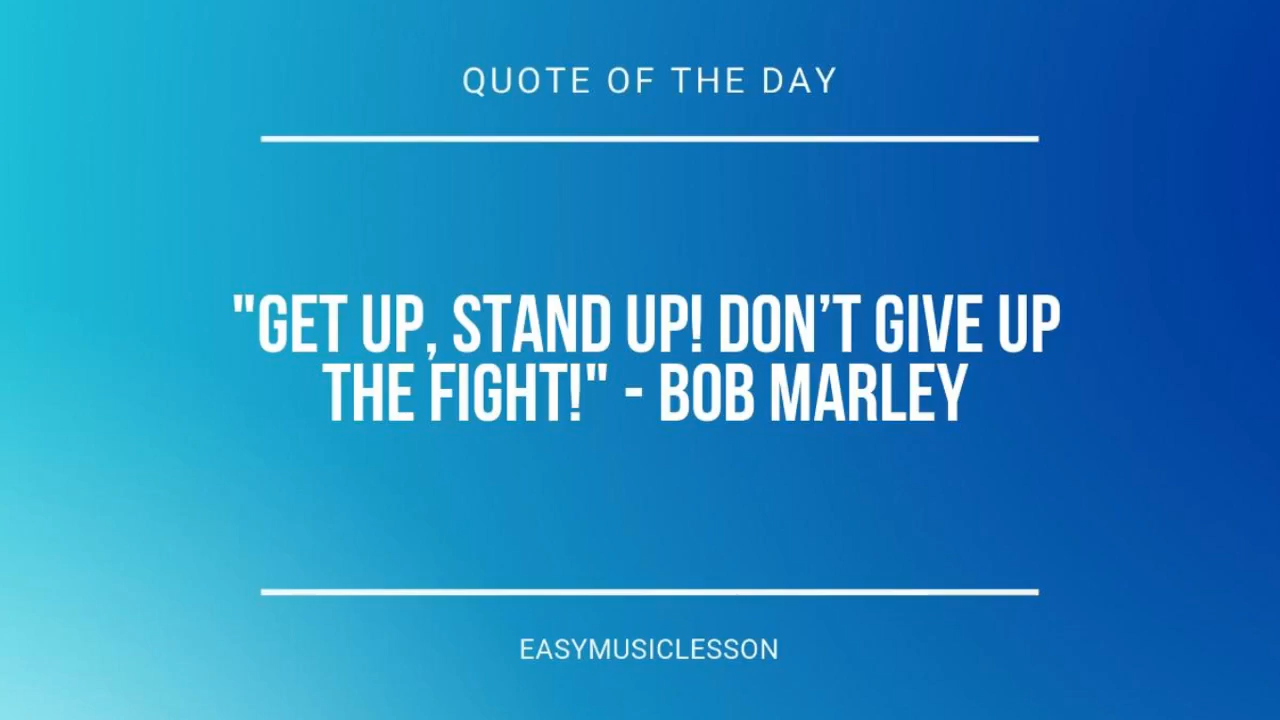 QUOTE OF THE DAY
"GET UP, STAND UP! DON’T GIVE UP
THE FIGHT!" - BOB MARLEY
EASYMUSICLESSON